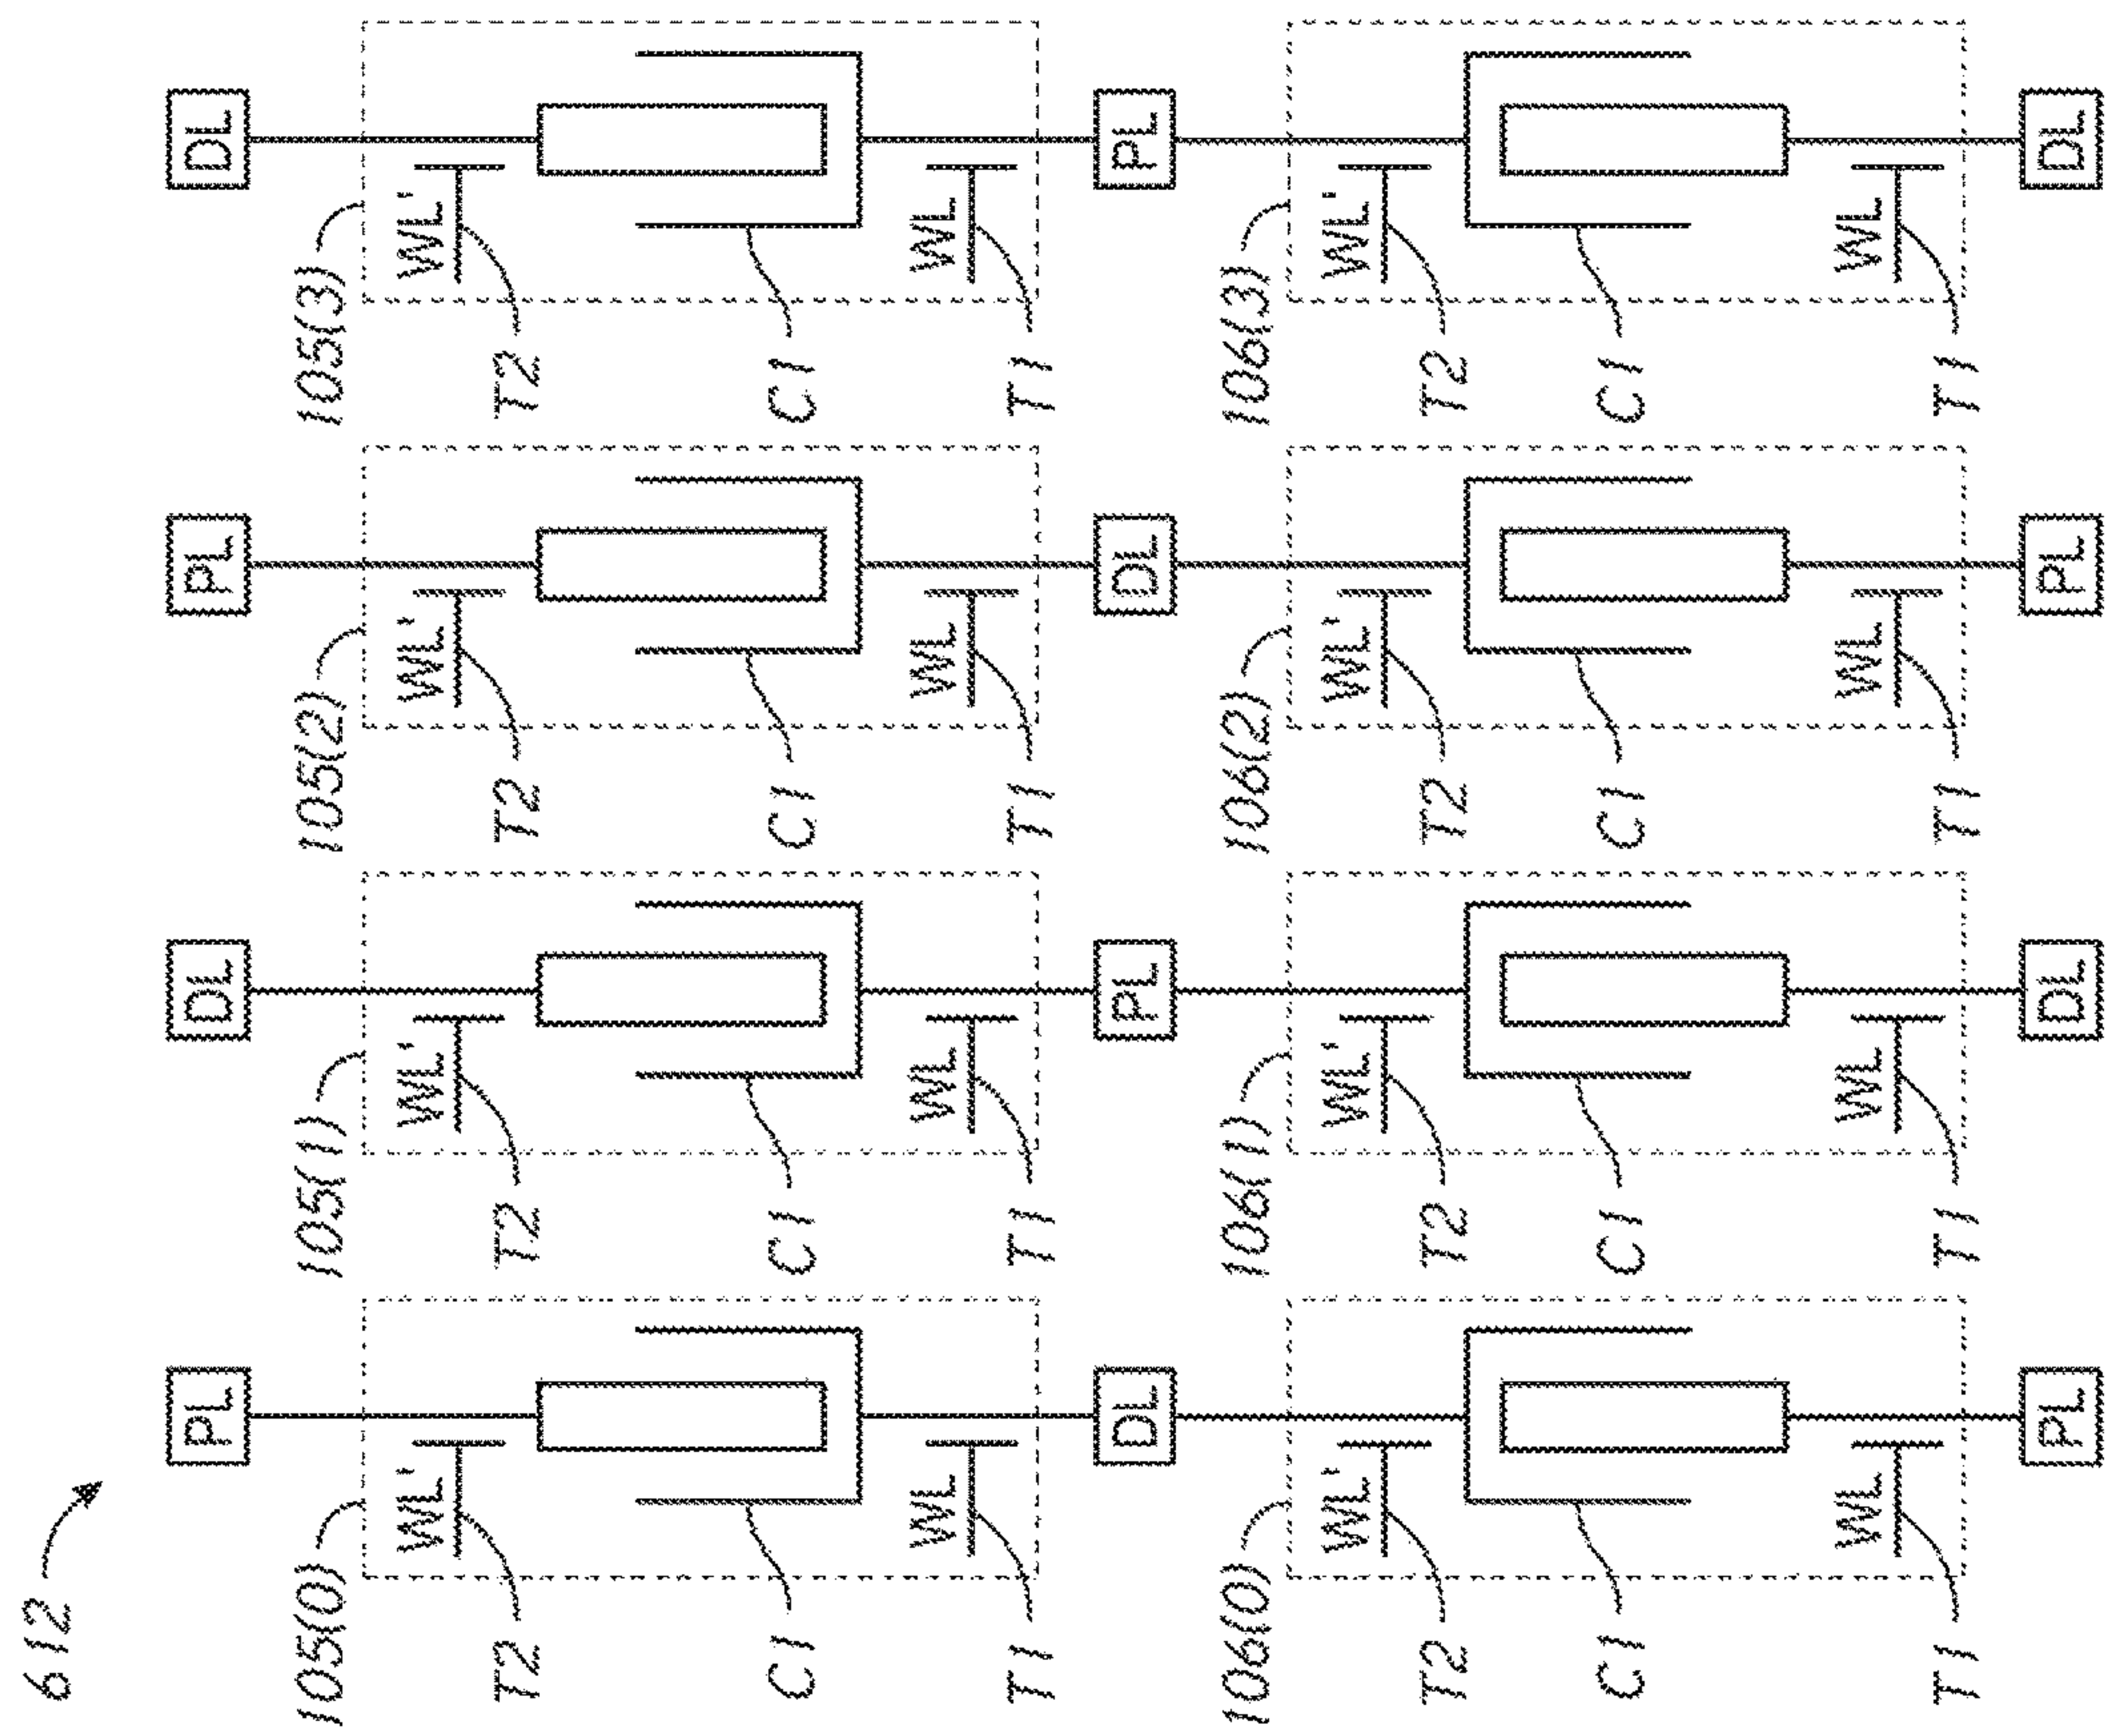 612
PL DL PL DL
105(0) 105(1) 105(2) 105(3)
WL' WL' WL' WL'
T2 T2 T2 T2
C1 C1 C1 C1
WL WL WL WL
T1 T1 T1 T1
DL PL DL PL
106(0) 106(1) 106(2) 106(3)
WL' WL' WL' WL'
T2 T2 T2 T2
C1 C1 C1 C1
WL WL WL WL
T1 T1 T1 T1
PL DL PL DL